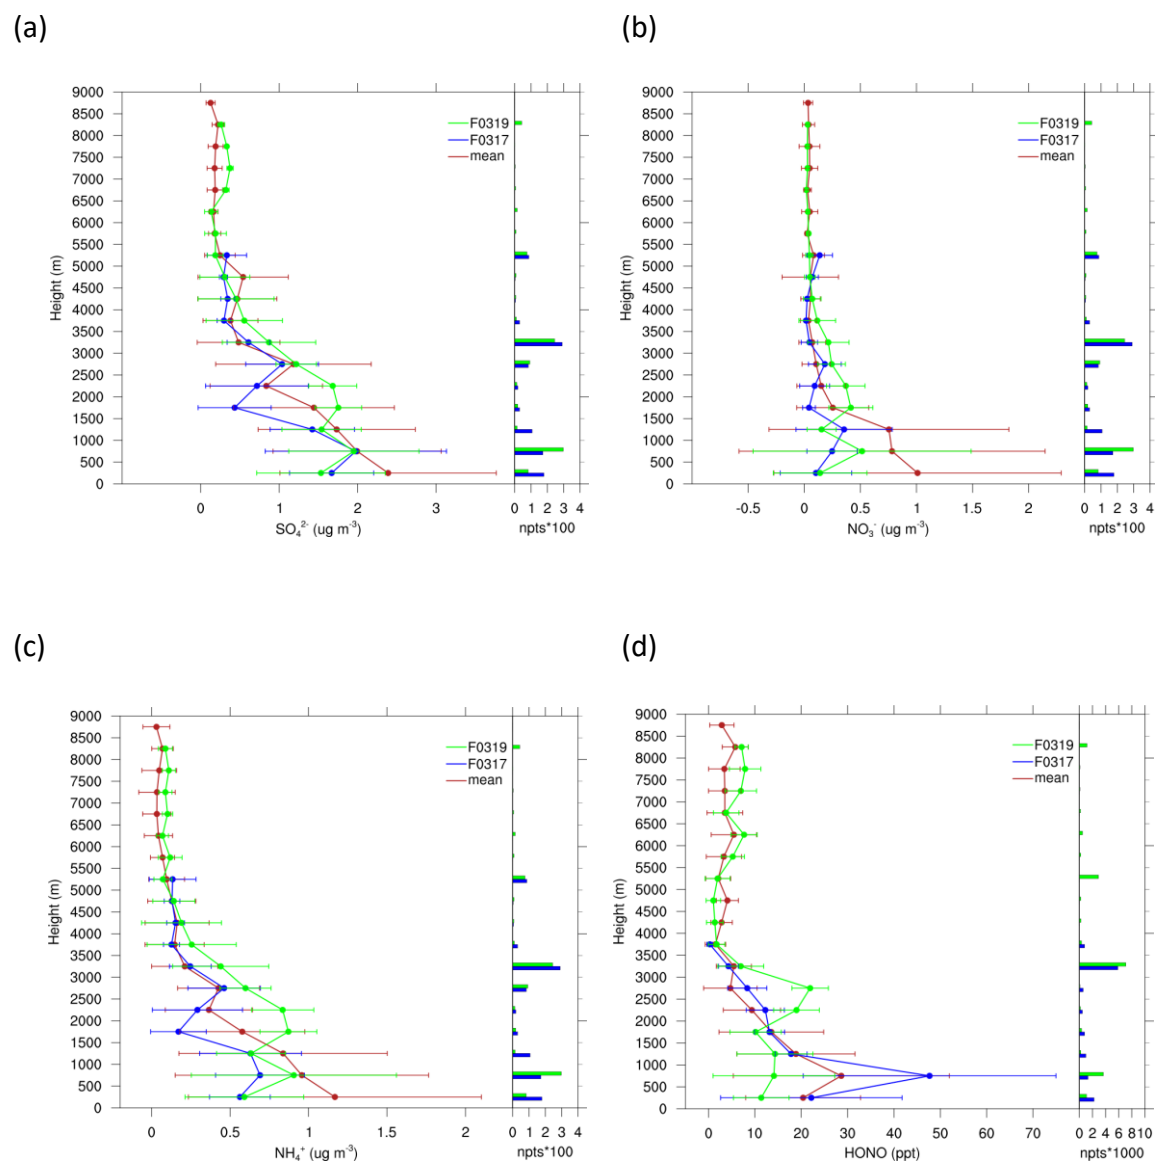 (a)
(b)
9000
8500
8000
7500
7000
6500
6000
5500
5000
4500
4000
3500
3000
2500
2000
1500
1000
500
0
Height (m)
F0319
F0317
mean
0 1 2 3
SO₄²⁻ (ug m⁻³)
0 1 2 3 4
npts*100
9000
8500
8000
7500
7000
6500
6000
5500
5000
4500
4000
3500
3000
2500
2000
1500
1000
500
0
Height (m)
F0319
F0317
mean
-0.5 0 0.5 1 1.5 2
NO₃⁻ (ug m⁻³)
0 1 2 3 4
npts*100
(c)
(d)
9000
8500
8000
7500
7000
6500
6000
5500
5000
4500
4000
3500
3000
2500
2000
1500
1000
500
0
Height (m)
F0319
F0317
mean
0 0.5 1 1.5 2
NH₄⁺ (ug m⁻³)
0 1 2 3 4
npts*100
9000
8500
8000
7500
7000
6500
6000
5500
5000
4500
4000
3500
3000
2500
2000
1500
1000
500
0
Height (m)
F0319
F0317
mean
0 10 20 30 40 50 60 70
HONO (ppt)
0 2 4 6 8 10
npts*1000